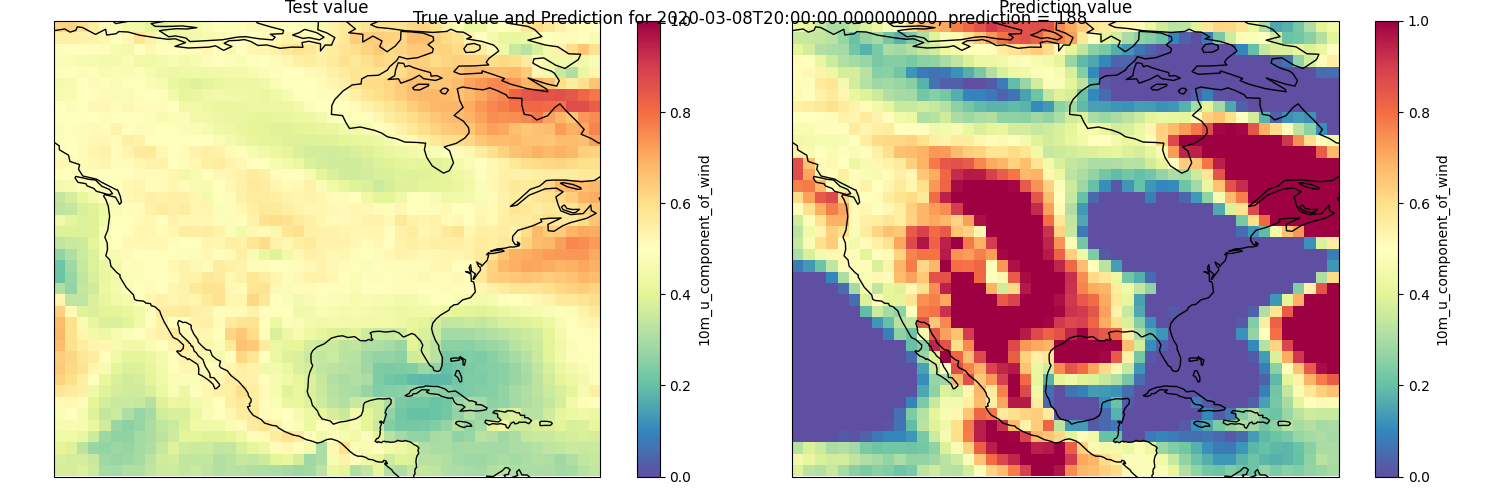 Test value
True value and Prediction for 2020-03-08T20:00:00.000000000, prediction = 188
Prediction value
1.0
0.8
0.6
0.4
0.2
0.0
10m_u_component_of_wind
1.0
0.8
0.6
0.4
0.2
0.0
10m_u_component_of_wind